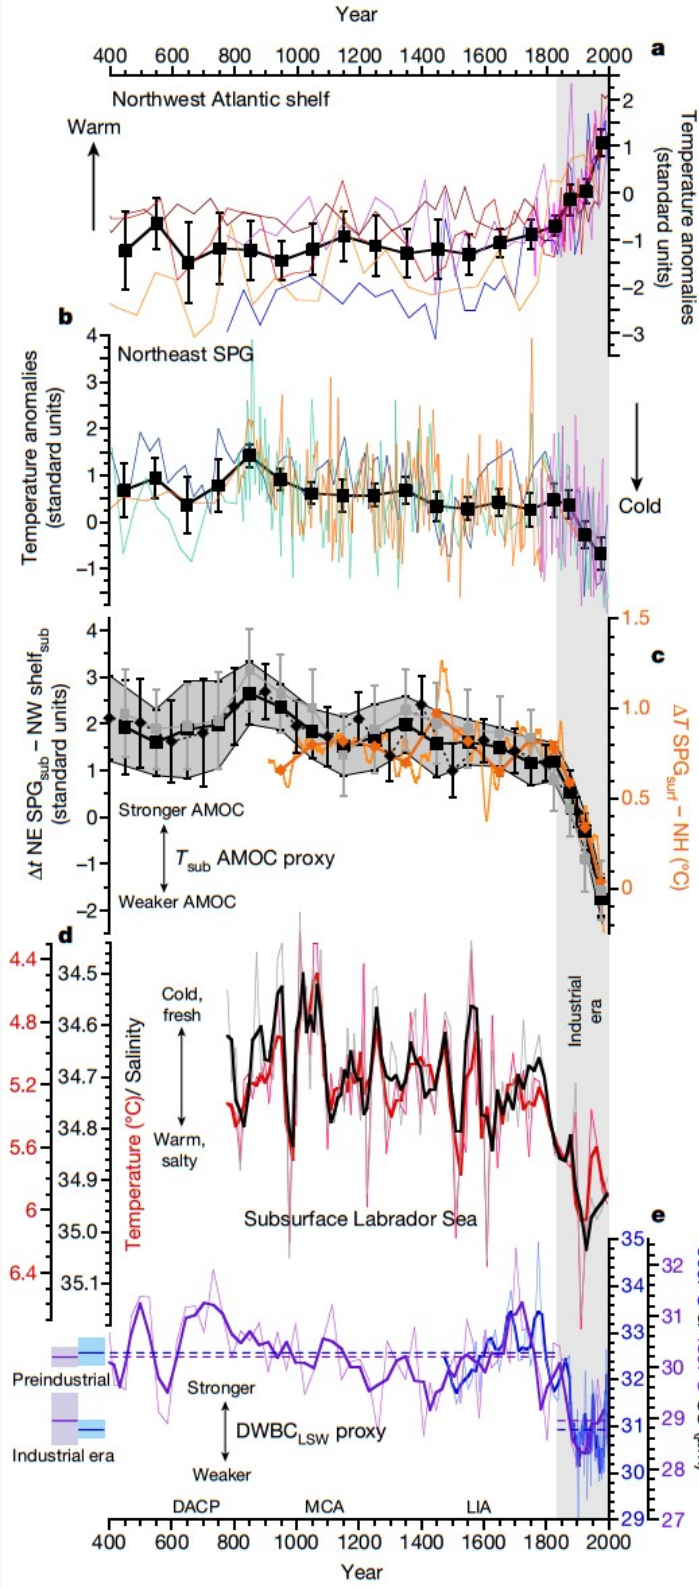 Year
400 600 800 1000 1200 1400 1600 1800 2000
a
Northwest Atlantic shelf
Warm
2
1
0
−1
−2
−3
Temperature anomalies
(standard units)
b
Northeast SPG
4
3
2
1
0
−1
Temperature anomalies
(standard units)
Cold
c
4
3
2
1
0
−1
−2
Δt NE SPGsub − NW shelfsub
(standard units)
1.5
1.0
0.5
0
ΔT SPGsurf − NH (°C)
Stronger AMOC
Tsub AMOC proxy
Weaker AMOC
d
4.4
4.8
5.2
5.6
6
6.4
34.5
34.6
34.7
34.8
34.9
35.0
35.1
Temperature (°C)/ Salinity
Cold,
fresh
Warm,
salty
Industrial
era
Subsurface Labrador Sea
e
35
34
33
32
31
30
29
32
31
30
29
28
27
Preindustrial
Industrial era
Stronger
DWBCLSW proxy
Weaker
DACP MCA LIA
400 600 800 1000 1200 1400 1600 1800 2000
Year